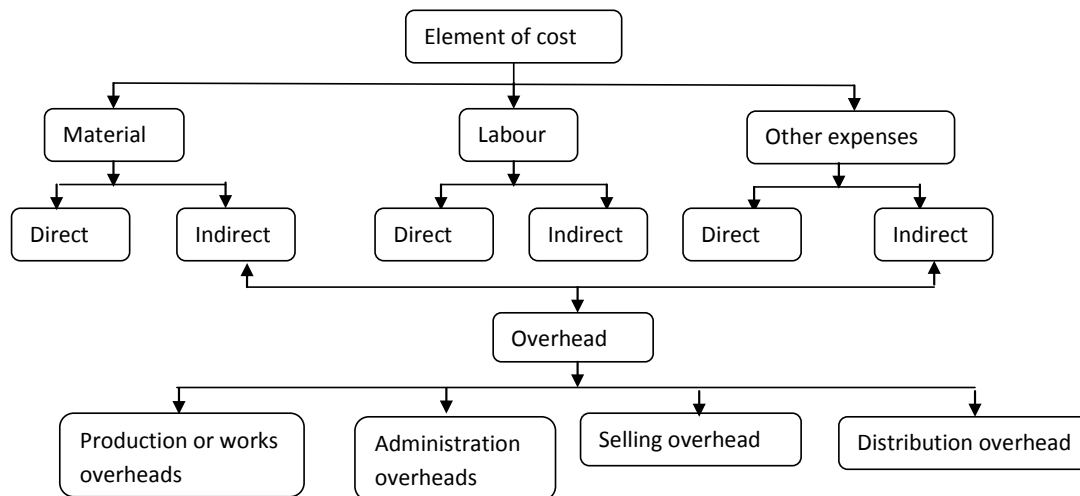 Element of cost
Material
Labour
Other expenses
Direct
Indirect
Direct
Indirect
Direct
Indirect
Overhead
Production or works
overheads
Administration
overheads
Selling overhead
Distribution overhead